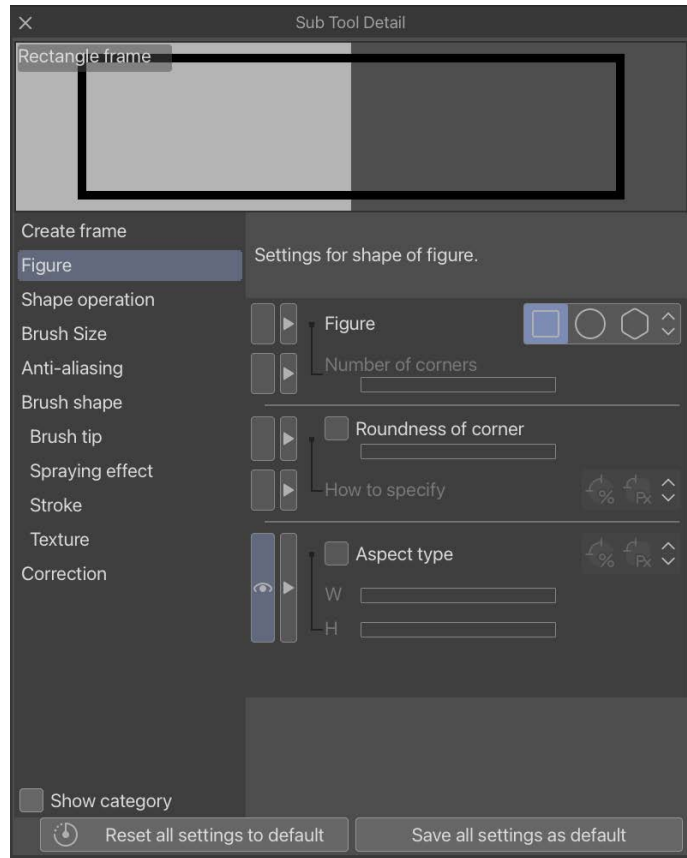 Sub Tool Detail
Rectangle frame
Create frame
Figure
Shape operation
Brush Size
Anti-aliasing
Brush shape
Brush tip
Spraying effect
Stroke
Texture
Correction
Settings for shape of figure.
Figure
Number of corners
Roundness of corner
How to specify
% Px
Aspect type
% Px
W
H
Show category
Reset all settings to default
Save all settings as default